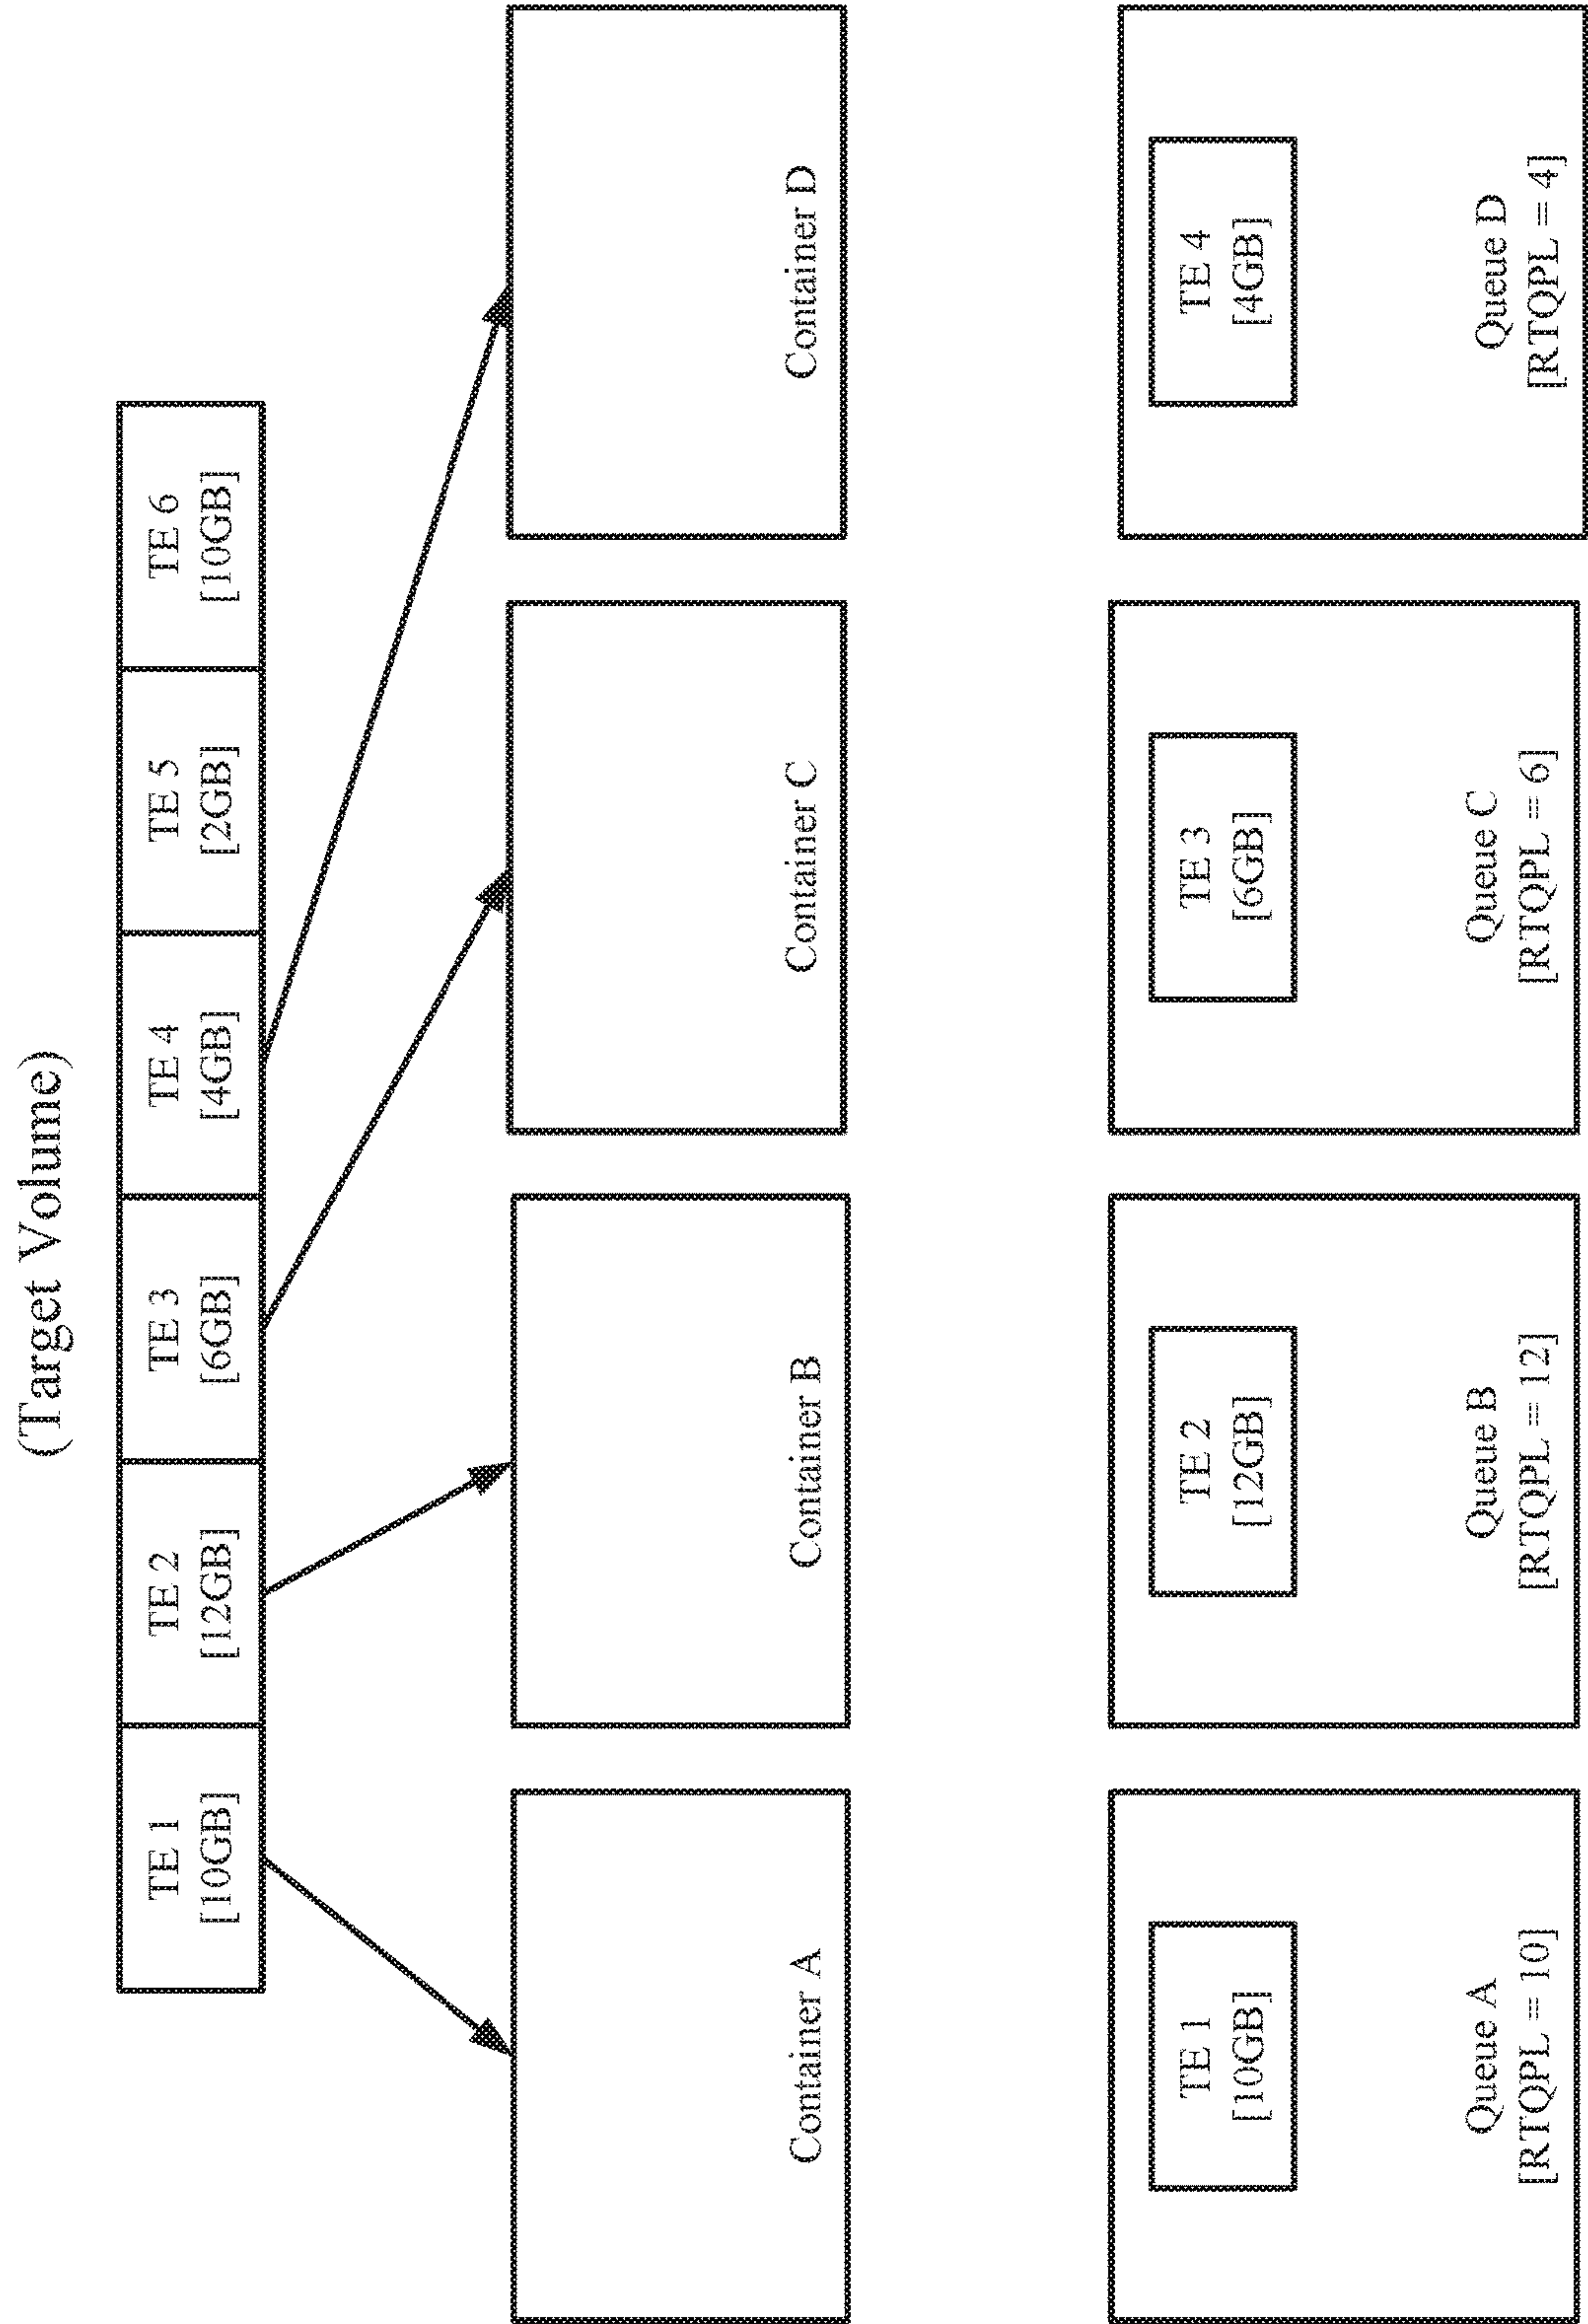 (Target Volume)
TE 1
[10GB]
TE 2
[12GB]
TE 3
[6GB]
TE 4
[4GB]
TE 5
[2GB]
TE 6
[10GB]
Container A
Container B
Container C
Container D
TE 1
[10GB]
Queue A
[RTQPL = 10]
TE 2
[12GB]
Queue B
[RTQPL = 12]
TE 3
[6GB]
Queue C
[RTQPL = 6]
TE 4
[4GB]
Queue D
[RTQPL = 4]